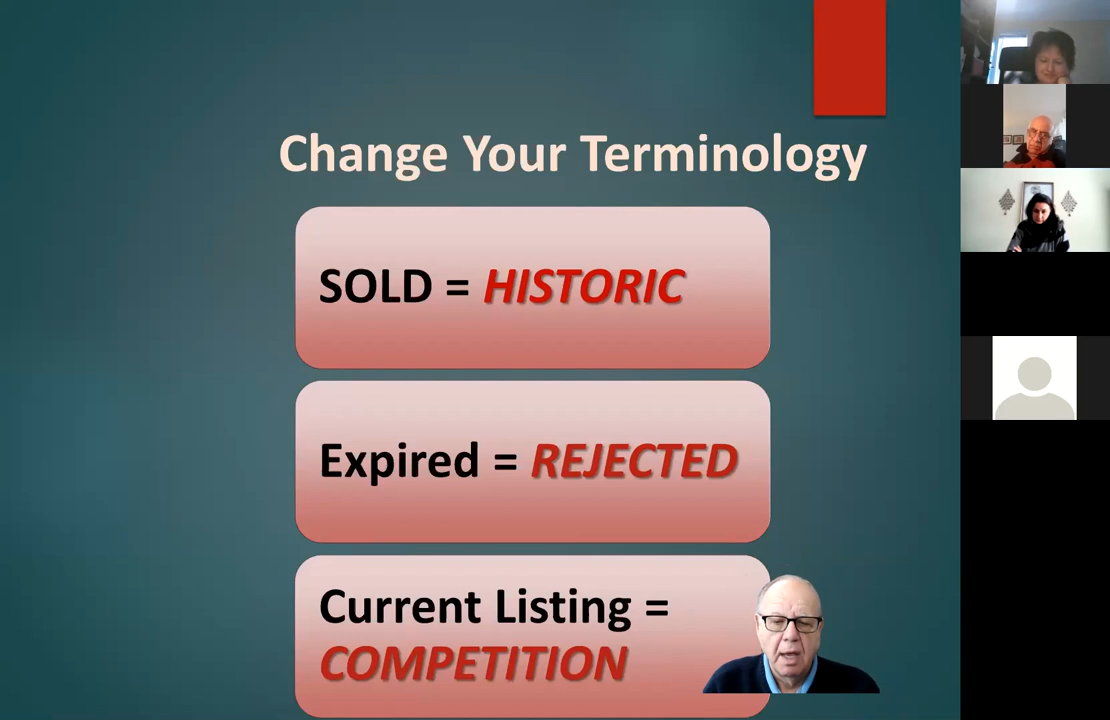 Change Your Terminology
SOLD = HISTORIC
Expired = REJECTED
Current Listing =
COMPETITION